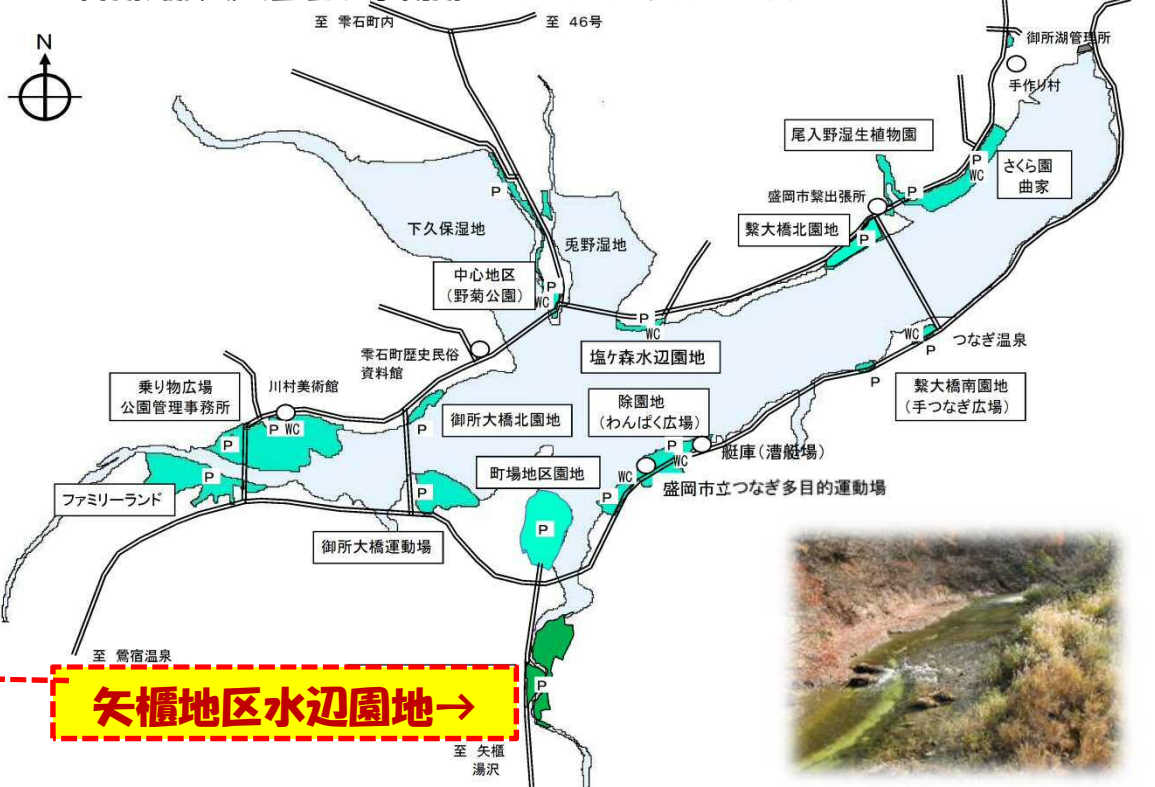 至 雫石町内
至 46号
N
御所湖管理所
手作り村
尾入野湿生植物園
P
P
WC
さくら園
曲家
P
盛岡市繋出張所
下久保湿地
兎野湿地
繋大橋北園地
P
中心地区
(野菊公園)
P
WC
P
WC
WC
P
つなぎ温泉
雫石町歴史民俗
資料館
塩ケ森水辺園地
乗り物広場
公園管理事務所
川村美術館
P
繋大橋南園地
(手つなぎ広場)
除園地
(わんぱく広場)
御所大橋北園地
P
P WC
P
P
WC
艇庫(漕艇場)
町場地区園地
WC
P
盛岡市立つなぎ多目的運動場
P
ファミリーランド
P
P
御所大橋運動場
至 鶯宿温泉
矢櫃地区水辺園地→
P
至 矢櫃
湯沢